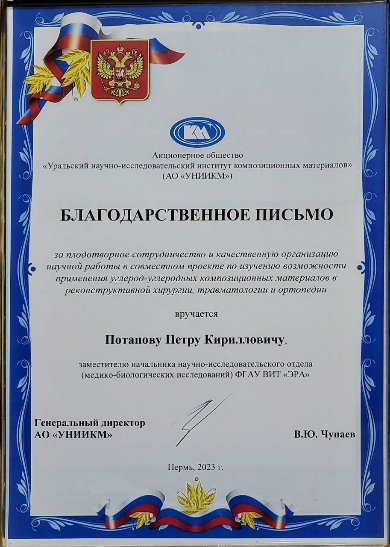 Акционерное общество
«Уральский научно-исследовательский институт композиционных материалов»
(АО «УНИИКМ»)
БЛАГОДАРСТВЕННОЕ ПИСЬМО
за плодотворное сотрудничество и качественную организацию
научной работы в совместном проекте по изучению возможности
применения углерод-углеродных композиционных материалов в
реконструктивной хирургии, травматологии и ортопедии
вручается
Потапову Петру Кирилловичу,
заместителю начальника научно-исследовательского отдела
(медико-биологических исследований) ФГАУ ВИТ «ЭРА»
Генеральный директор
АО «УНИИКМ»
В.Ю. Чунаев
Пермь, 2023 г.